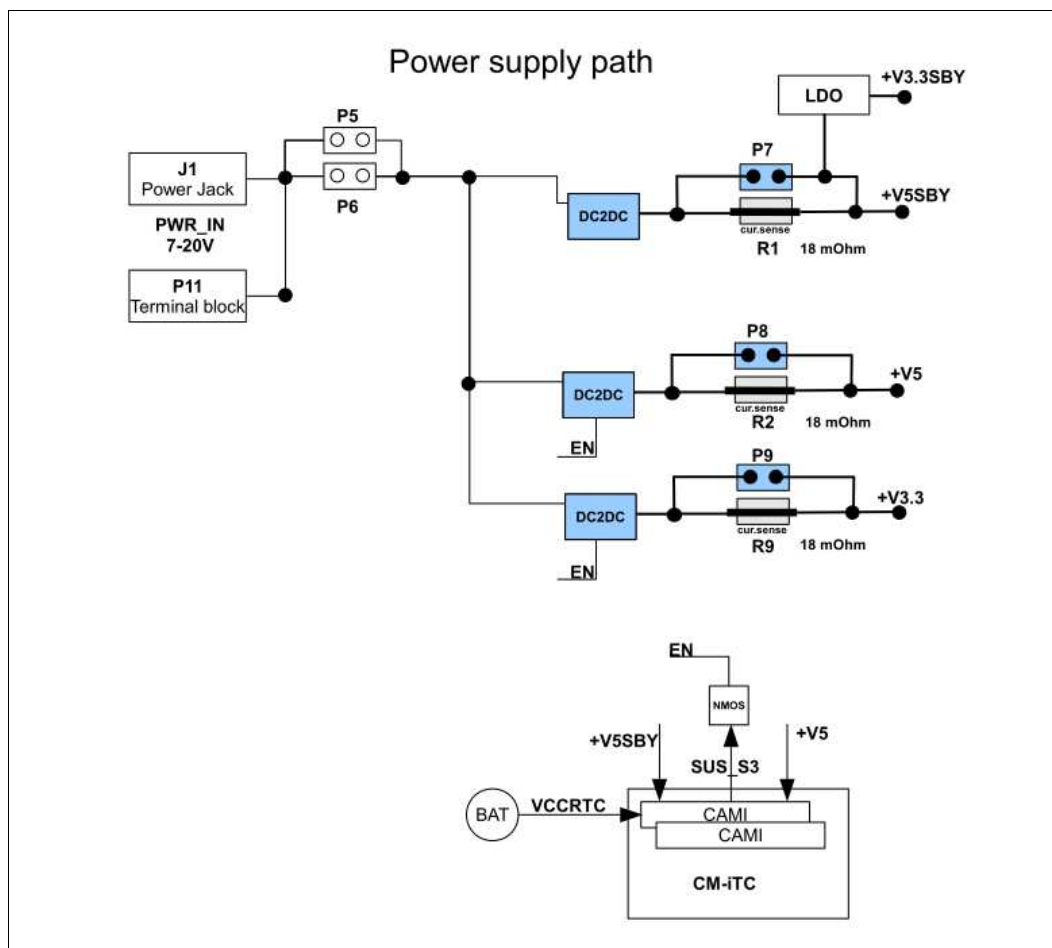 Power supply path
+V3.3SBY
LDO
P5
J1
Power Jack
P6
P7
+V5SBY
DC2DC
cur.sense
R1
18 mOhm
PWR_IN
7-20V
P11
Terminal block
P8
+V5
DC2DC
cur.sense
R2
18 mOhm
EN
P9
+V3.3
DC2DC
cur.sense
R9
18 mOhm
EN
EN
NMOS
+V5SBY
+V5
SUS_S3
BAT
VCCRTC
CAMI
CAMI
CM-iTC